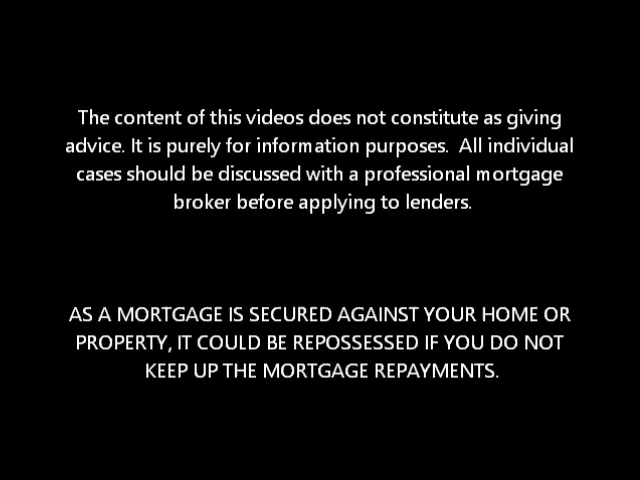 The content of this videos does not constitute as giving
advice. It is purely for information purposes.  All individual
cases should be discussed with a professional mortgage
broker before applying to lenders.
AS A MORTGAGE IS SECURED AGAINST YOUR HOME OR
PROPERTY, IT COULD BE REPOSSESSED IF YOU DO NOT
KEEP UP THE MORTGAGE REPAYMENTS.